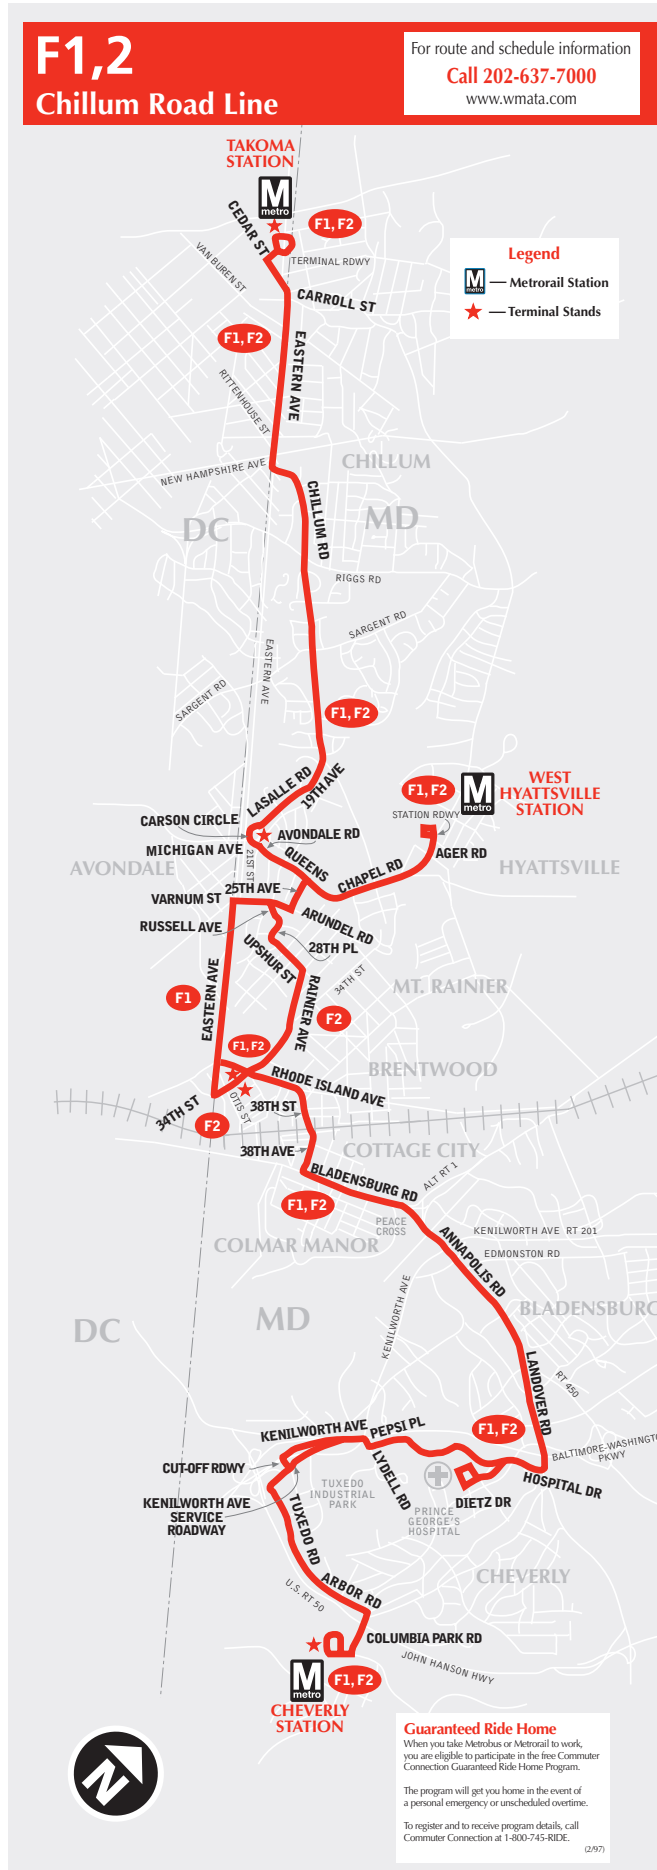 F1,2
Chillum Road Line
For route and schedule information
Call 202-637-7000
www.wmata.com
TAKOMA
STATION
M
metro
CEDAR ST
F1, F2
VAN BUREN ST
TERMINAL RDWY
Legend
M
metro
— Metrorail Station
— Terminal Stands
CARROLL ST
F1, F2
EASTERN AVE
RITTENHOUSE ST
NEW HAMPSHIRE AVE
CHILLUM
CHILLUM RD
DC
MD
RIGGS RD
SARGENT RD
EASTERN AVE
SARGENT RD
F1, F2
LASALLE RD
19TH AVE
F1, F2
M
metro
WEST
HYATTSVILLE
STATION
STATION RDWY
CARSON CIRCLE
AVONDALE RD
MICHIGAN AVE
21ST ST
QUEENS
CHAPEL RD
AGER RD
AVONDALE
HYATTSVILLE
25TH AVE
VARNUM ST
ARUNDEL RD
RUSSELL AVE
28TH PL
UPSHUR ST
34TH ST
MT. RAINIER
EASTERN AVE
F1
RAINIER AVE
F2
F1, F2
BRENTWOOD
RHODE ISLAND AVE
34TH ST
OTIS ST
38TH ST
F2
38TH AVE
COTTAGE CITY
BLADENSBURG RD
ALT RT 1
F1, F2
PEACE
CROSS
KENILWORTH AVE RT 201
COLMAR MANOR
ANNAPOLIS RD
EDMONSTON RD
KENILWORTH AVE
DC
MD
BLADENSBURG
LANDOVER RD
RT 450
KENILWORTH AVE
PEPSI PL
F1, F2
BALTIMORE-WASHINGTO
PKWY
CUT-OFF RDWY
LYDELL RD
HOSPITAL DR
TUXEDO
INDUSTRIAL
PARK
DIETZ DR
KENILWORTH AVE
SERVICE
ROADWAY
PRINCE
GEORGE'S
HOSPITAL
TUXEDO RD
CHEVERLY
U.S. RT 50
ARBOR RD
COLUMBIA PARK RD
JOHN HANSON HWY
M
metro
F1, F2
CHEVERLY
STATION
N
Guaranteed Ride Home
When you take Metrobus or Metrorail to work,
you are eligible to participate in the free Commuter
Connection Guaranteed Ride Home Program.
The program will get you home in the event of
a personal emergency or unscheduled overtime.
To register and to receive program details, call
Commuter Connection at 1-800-745-RIDE.
(2/97)